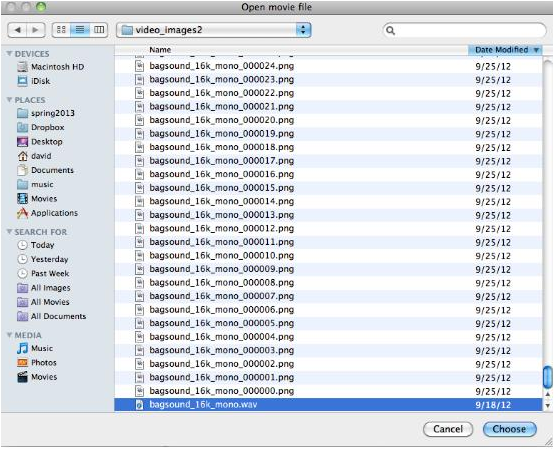 Open movie file
video_images2
Name
Date Modified
DEVICES
Macintosh HD
iDisk
PLACES
spring2013
Dropbox
Desktop
david
Documents
music
Movies
Applications
SEARCH FOR
Today
Yesterday
Past Week
All Images
All Movies
All Documents
MEDIA
Music
Photos
Movies
bagsound_16k_mono_000024.png 9/25/12
bagsound_16k_mono_000023.png 9/25/12
bagsound_16k_mono_000022.png 9/25/12
bagsound_16k_mono_000021.png 9/25/12
bagsound_16k_mono_000020.png 9/25/12
bagsound_16k_mono_000019.png 9/25/12
bagsound_16k_mono_000018.png 9/25/12
bagsound_16k_mono_000017.png 9/25/12
bagsound_16k_mono_000016.png 9/25/12
bagsound_16k_mono_000015.png 9/25/12
bagsound_16k_mono_000014.png 9/25/12
bagsound_16k_mono_000013.png 9/25/12
bagsound_16k_mono_000012.png 9/25/12
bagsound_16k_mono_000011.png 9/25/12
bagsound_16k_mono_000010.png 9/25/12
bagsound_16k_mono_000009.png 9/25/12
bagsound_16k_mono_000008.png 9/25/12
bagsound_16k_mono_000007.png 9/25/12
bagsound_16k_mono_000006.png 9/25/12
bagsound_16k_mono_000005.png 9/25/12
bagsound_16k_mono_000004.png 9/25/12
bagsound_16k_mono_000003.png 9/25/12
bagsound_16k_mono_000002.png 9/25/12
bagsound_16k_mono_000001.png 9/25/12
bagsound_16k_mono_000000.png 9/25/12
bagsound_16k_mono.wav 9/18/12
Cancel
Choose